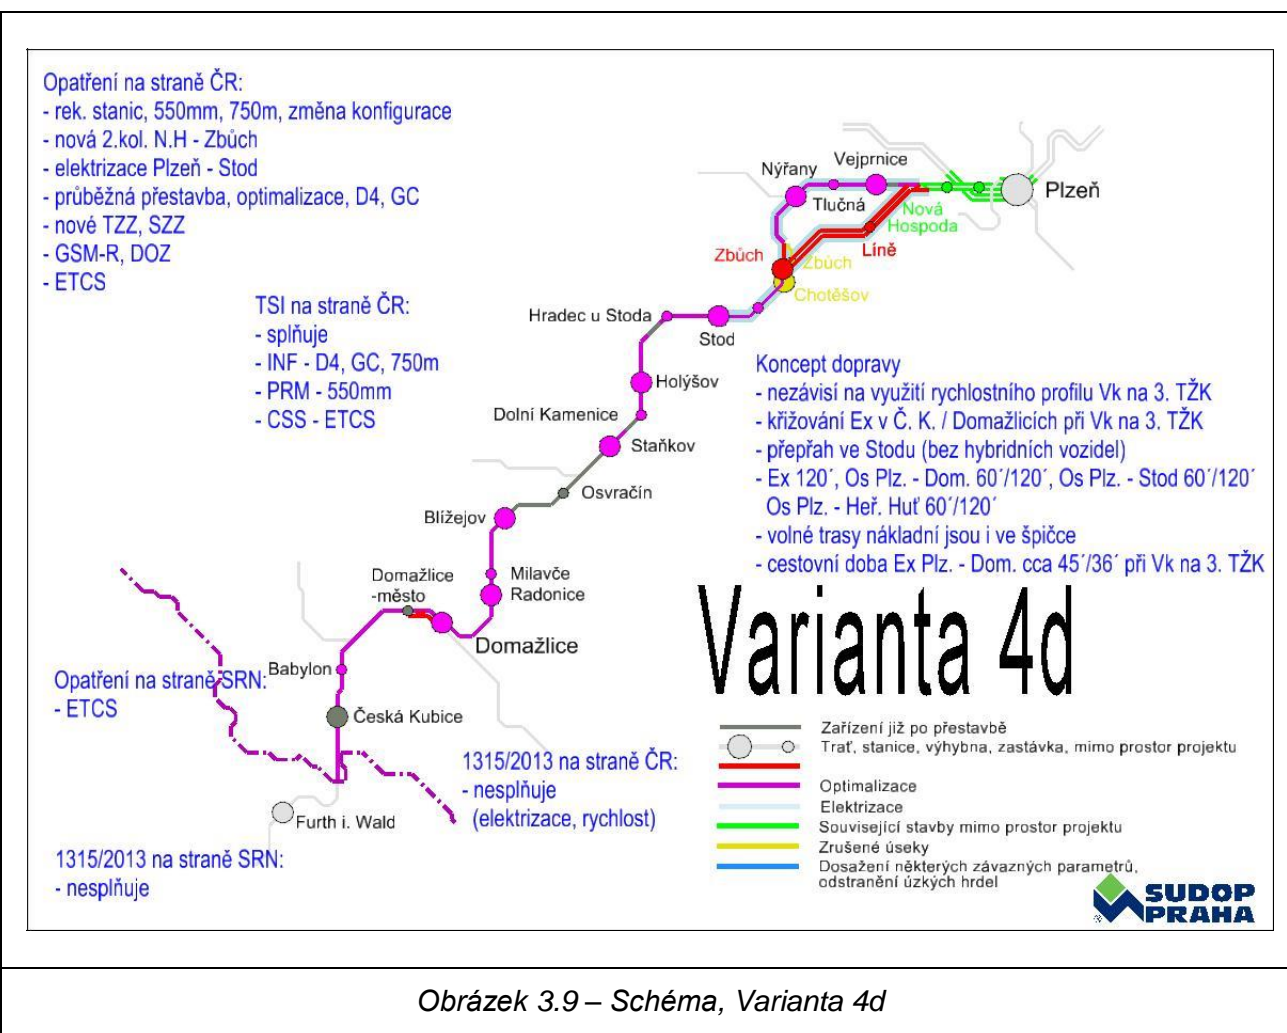 Opatření na straně ČR:
- rek. stanic, 550mm, 750m, změna konfigurace
- nová 2.kol. N.H - Zbůch
- elektrizace Plzeň - Stod
- průběžná přestavba, optimalizace, D4, GC
- nové TZZ, SZZ
- GSM-R, DOZ
- ETCS
TSI na straně ČR:
- splňuje
- INF - D4, GC, 750m
- PRM - 550mm
- CSS - ETCS
Nýřany
Vejprnice
Plzeň
Tlučná
Nová
Hospoda
Líně
Zbůch
Zbůch
Chotěšov
Hradec u Stoda
Stod
Holýšov
Dolní Kamenice
Staňkov
Osvračín
Blížejov
Milavče
Radonice
Domažlice
-město
Domažlice
Babylon
Česká Kubice
Furth i. Wald
Koncept dopravy
- nezávisí na využití rychlostního profilu Vk na 3. TŽK
- křižování Ex v Č. K. / Domažlicích při Vk na 3. TŽK
- přepřah ve Stodu (bez hybridních vozidel)
- Ex 120´, Os Plz. - Dom. 60´/120´, Os Plz. - Stod 60´/120´
Os Plz. - Heř. Huť 60´/120´
- volné trasy nákladní jsou i ve špičce
- cestovní doba Ex Plz. - Dom. cca 45´/36´ při Vk na 3. TŽK
Varianta 4d
Opatření na straně SRN:
- ETCS
1315/2013 na straně ČR:
- nesplňuje
(elektrizace, rychlost)
1315/2013 na straně SRN:
- nesplňuje
Zařízení již po přestavbě
Trať, stanice, výhybna, zastávka, mimo prostor projektu
Optimalizace
Elektrizace
Související stavby mimo prostor projektu
Zrušené úseky
Dosažení některých závazných parametrů,
odstranění úzkých hrdel
SUDOP
PRAHA
Obrázek 3.9 – Schéma, Varianta 4d